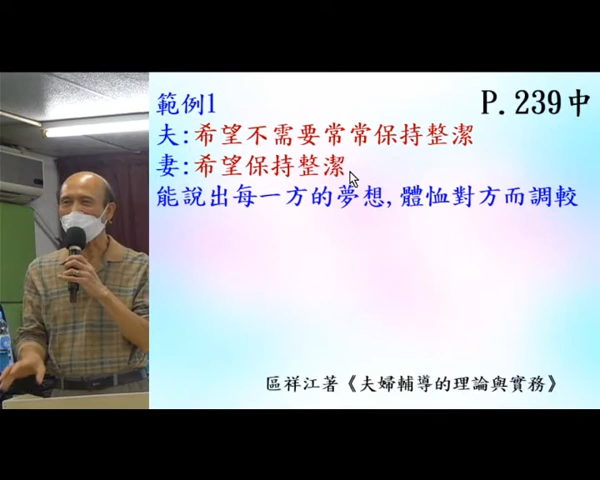 範例1
P.239中
夫:希望不需要常常保持整潔
妻:希望保持整潔
能說出每一方的夢想,體恤對方而調較
區祥江著《夫婦輔導的理論與實務》